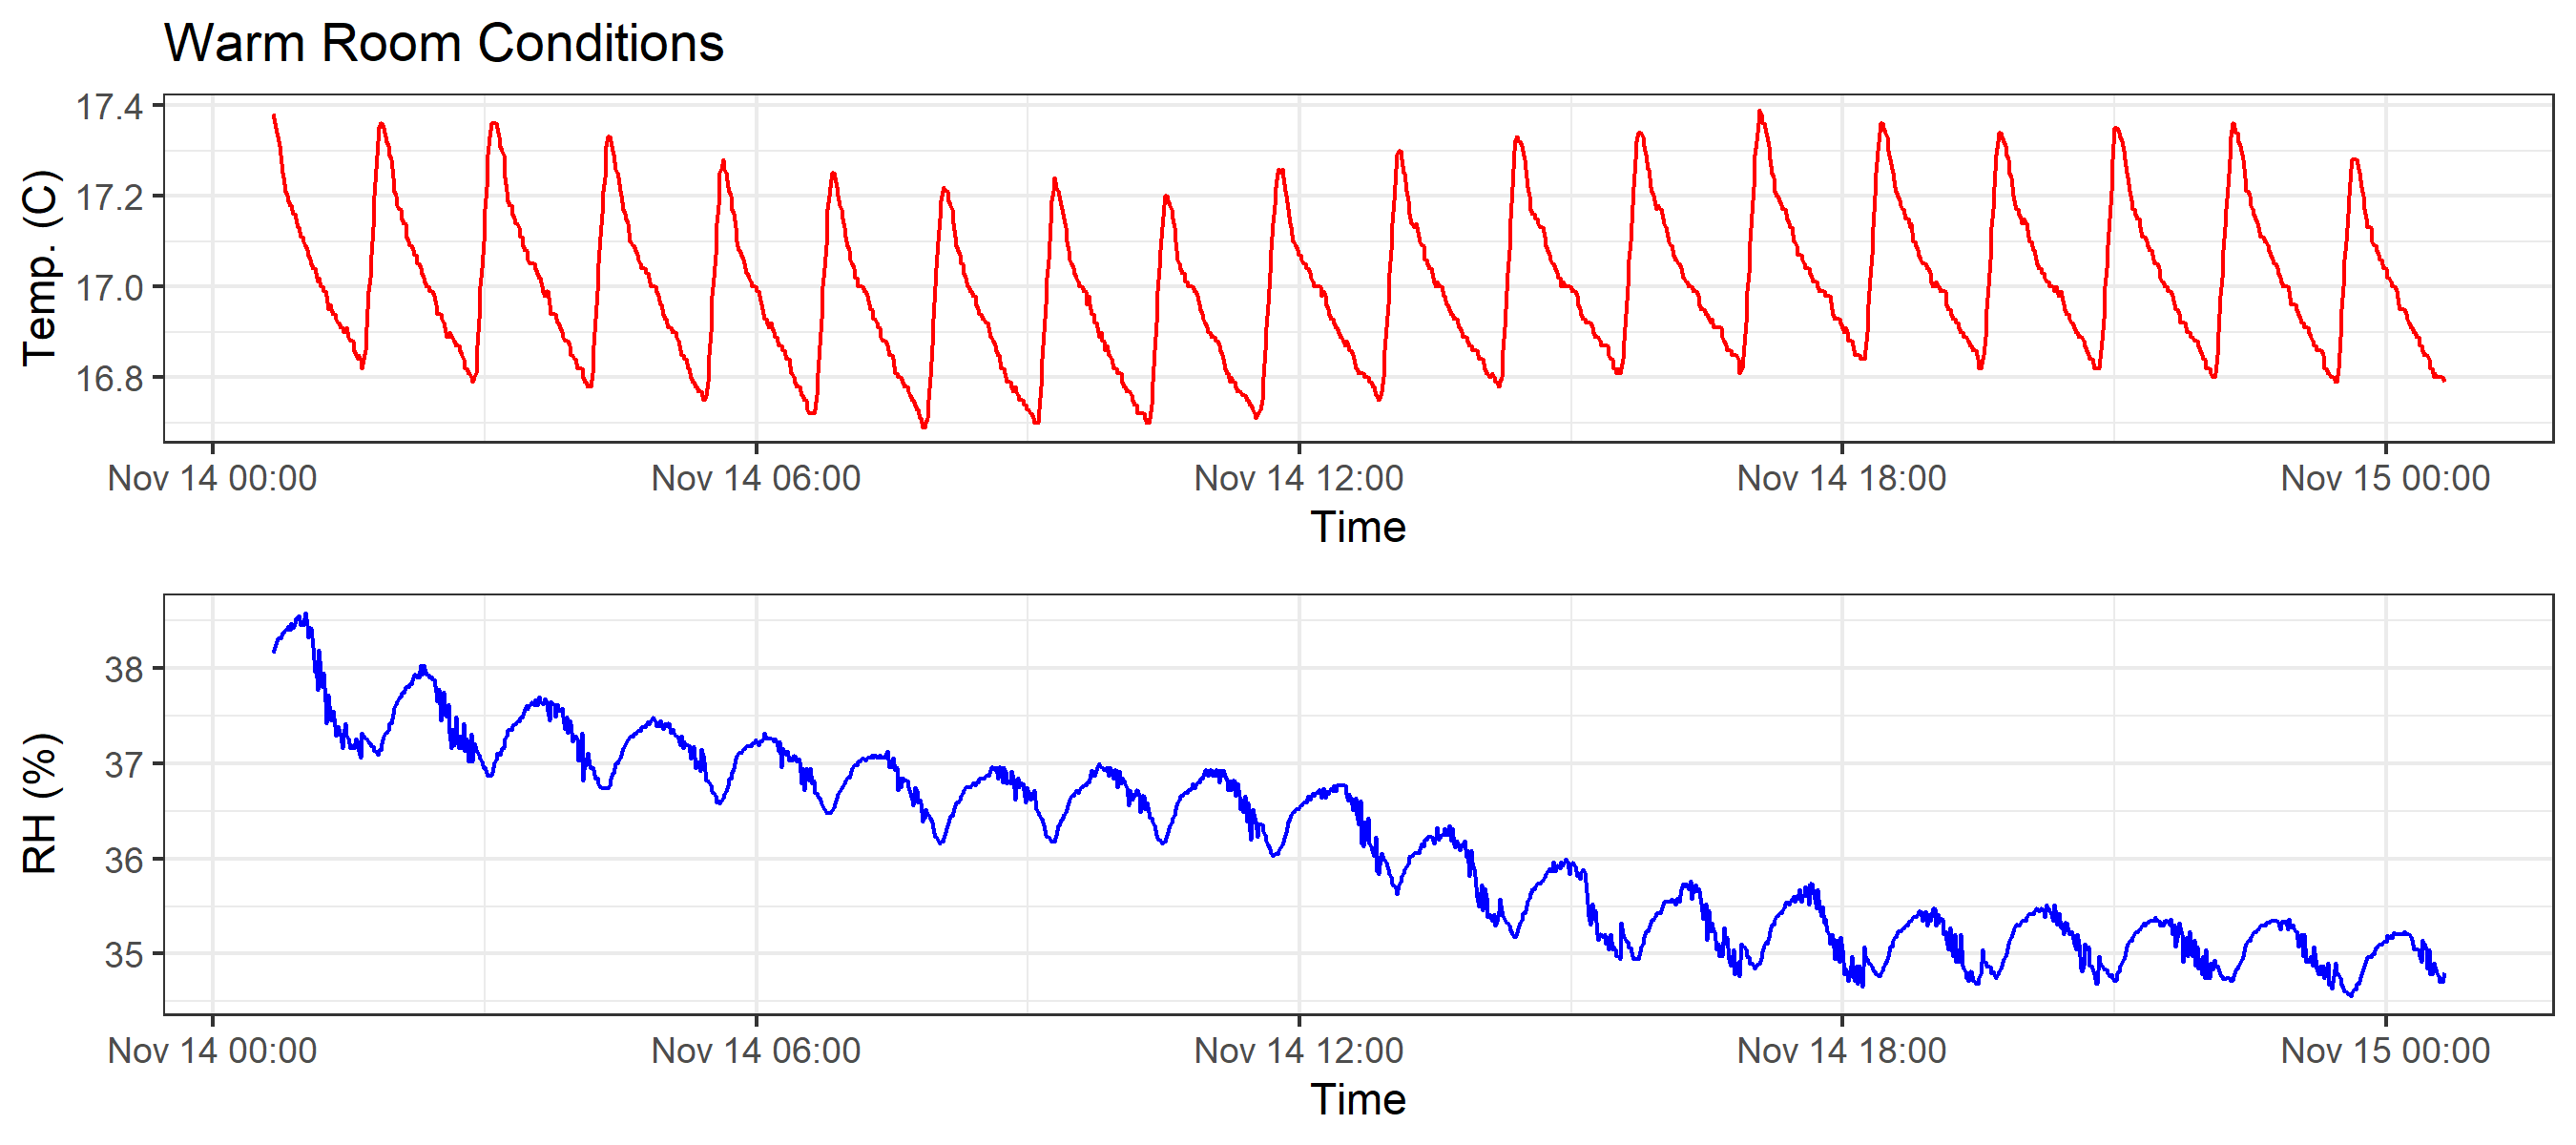 Warm Room Conditions
17.4
17.2
17.0
16.8
Temp. (C)
Nov 14 00:00 Nov 14 06:00 Nov 14 12:00 Nov 14 18:00 Nov 15 00:00
Time
38
37
36
35
RH (%)
Nov 14 00:00 Nov 14 06:00 Nov 14 12:00 Nov 14 18:00 Nov 15 00:00
Time